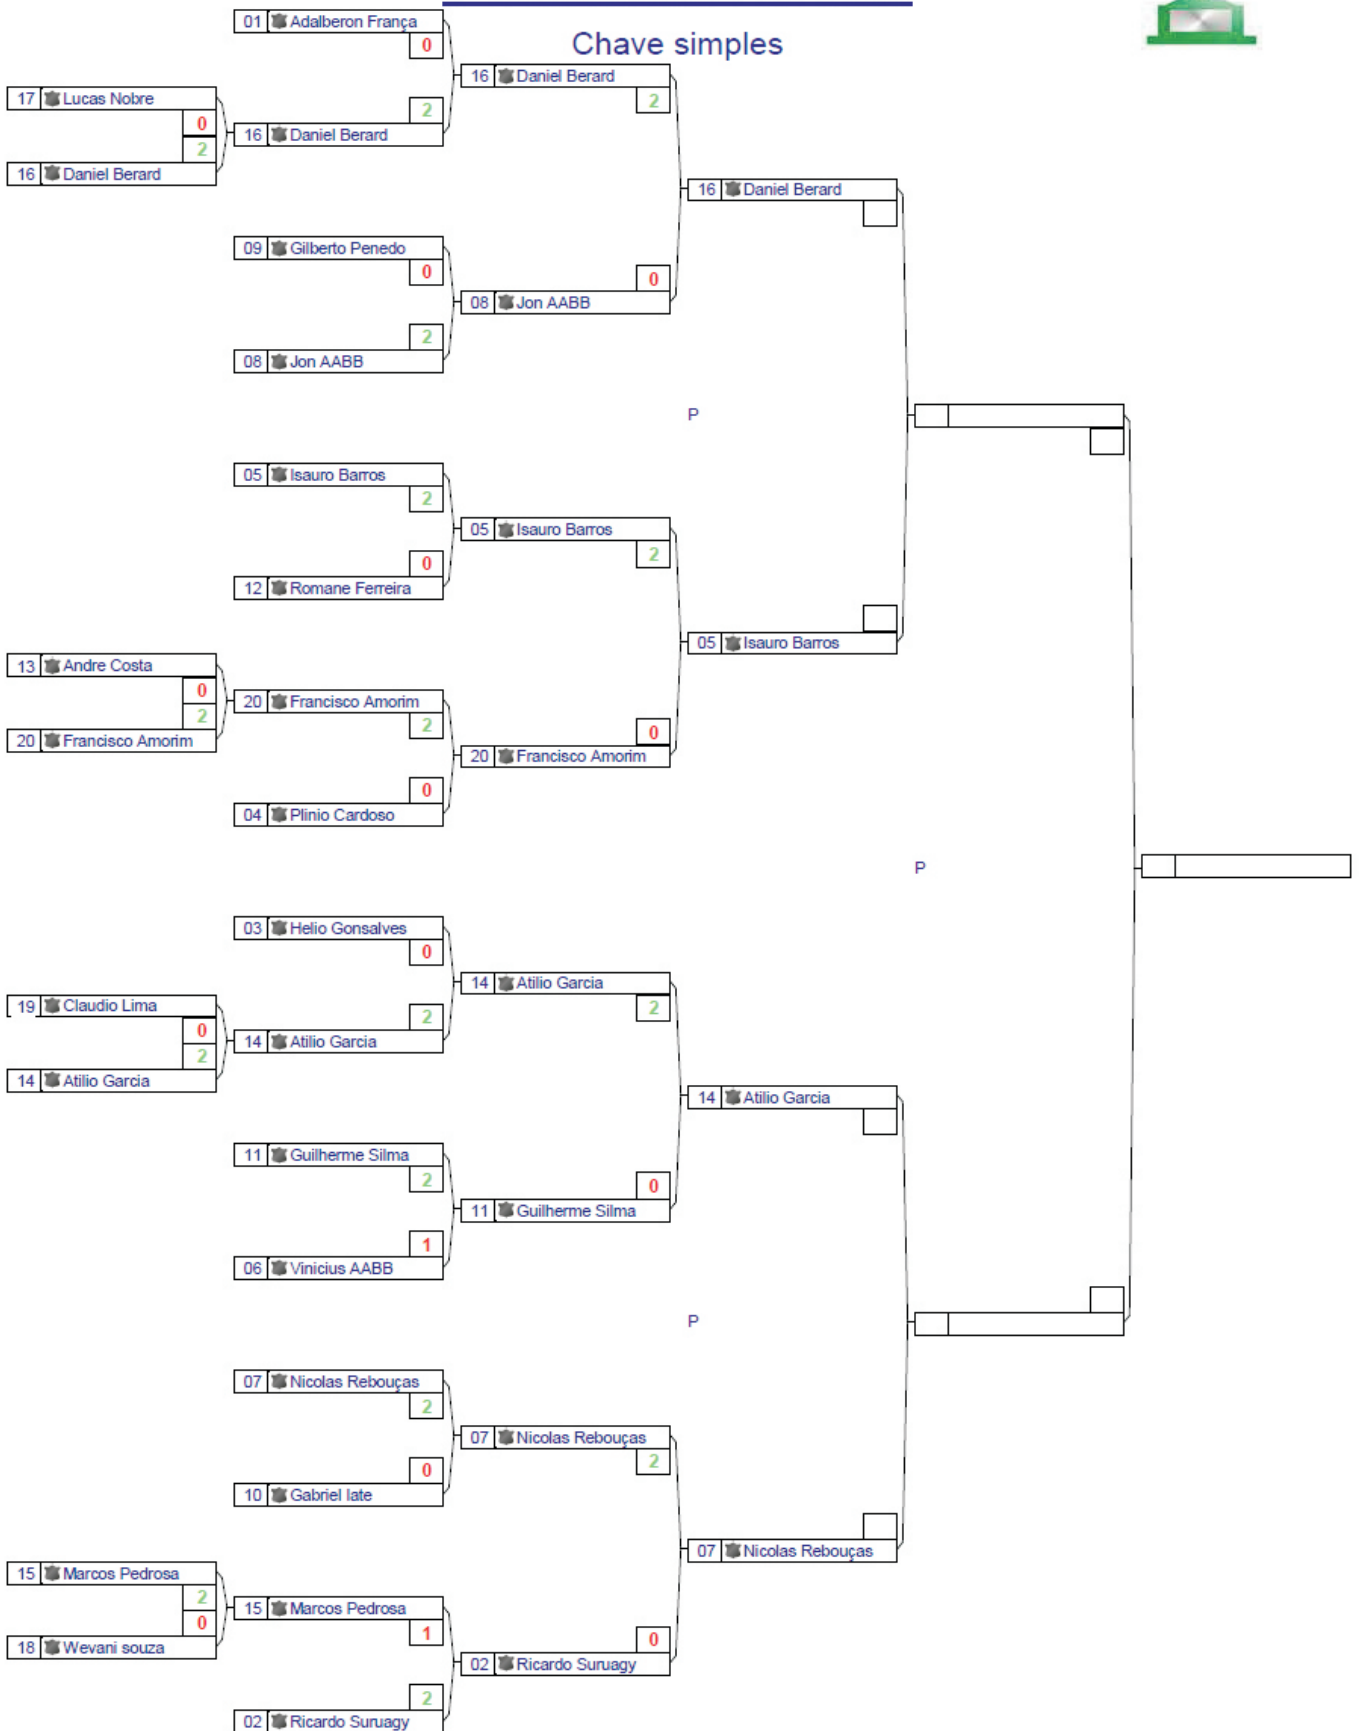 Chave simples
01 Adalberon França
0
16 Daniel Berard
2
17 Lucas Nobre
0
2
16 Daniel Berard
2
16 Daniel Berard
16 Daniel Berard
09 Gilberto Penedo
0
0
08 Jon AABB
2
08 Jon AABB
P
05 Isauro Barros
2
05 Isauro Barros
2
0
12 Romane Ferreira
05 Isauro Barros
13 Andre Costa
0
2
20 Francisco Amorim
20 Francisco Amorim
2
0
20 Francisco Amorim
0
04 Plinio Cardoso
P
03 Helio Gonsalves
0
14 Atilio Garcia
2
19 Claudio Lima
0
2
14 Atilio Garcia
2
14 Atilio Garcia
14 Atilio Garcia
11 Guilherme Silma
2
0
11 Guilherme Silma
1
06 Vinicius AABB
P
07 Nicolas Rebouças
2
07 Nicolas Rebouças
2
0
10 Gabriel Iate
07 Nicolas Rebouças
15 Marcos Pedrosa
2
0
18 Wevani souza
15 Marcos Pedrosa
1
0
02 Ricardo Suruagy
2
02 Ricardo Suruagy